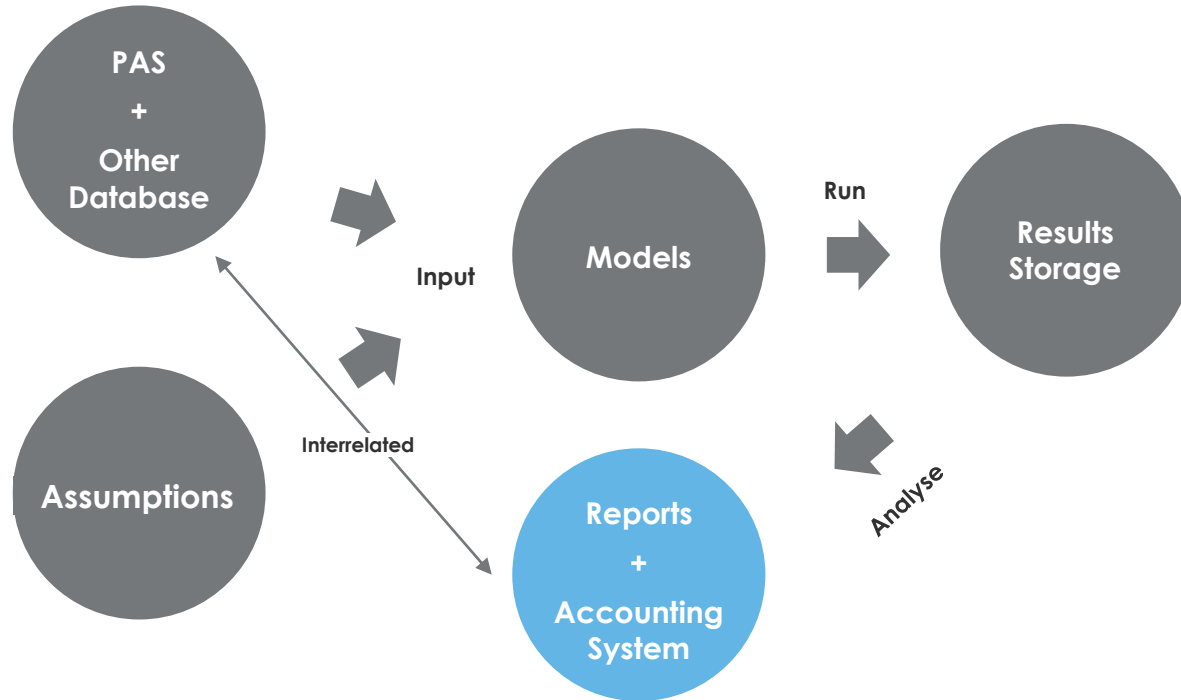 PAS
+
Other
Database
Input
Models
Run
Results
Storage
Interrelated
Assumptions
Reports
+
Accounting
System
Analyse